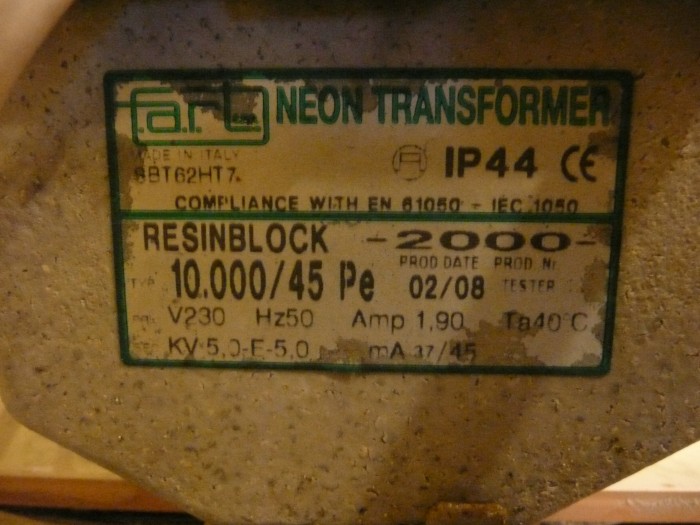 f.a.r.t. NEON TRANSFORMER
MADE IN ITALY
SBT62HT7. IP44 CE
COMPLIANCE WITH EN 61050 - IEC 1050
RESINBLOCK -2000-
PROD.DATE PROD. Nr
10.000/45 Pe 02/08 TESTER
V230 Hz50 Amp 1,90 Ta40°C
KV 5,0-E-5,0 mA 37/45